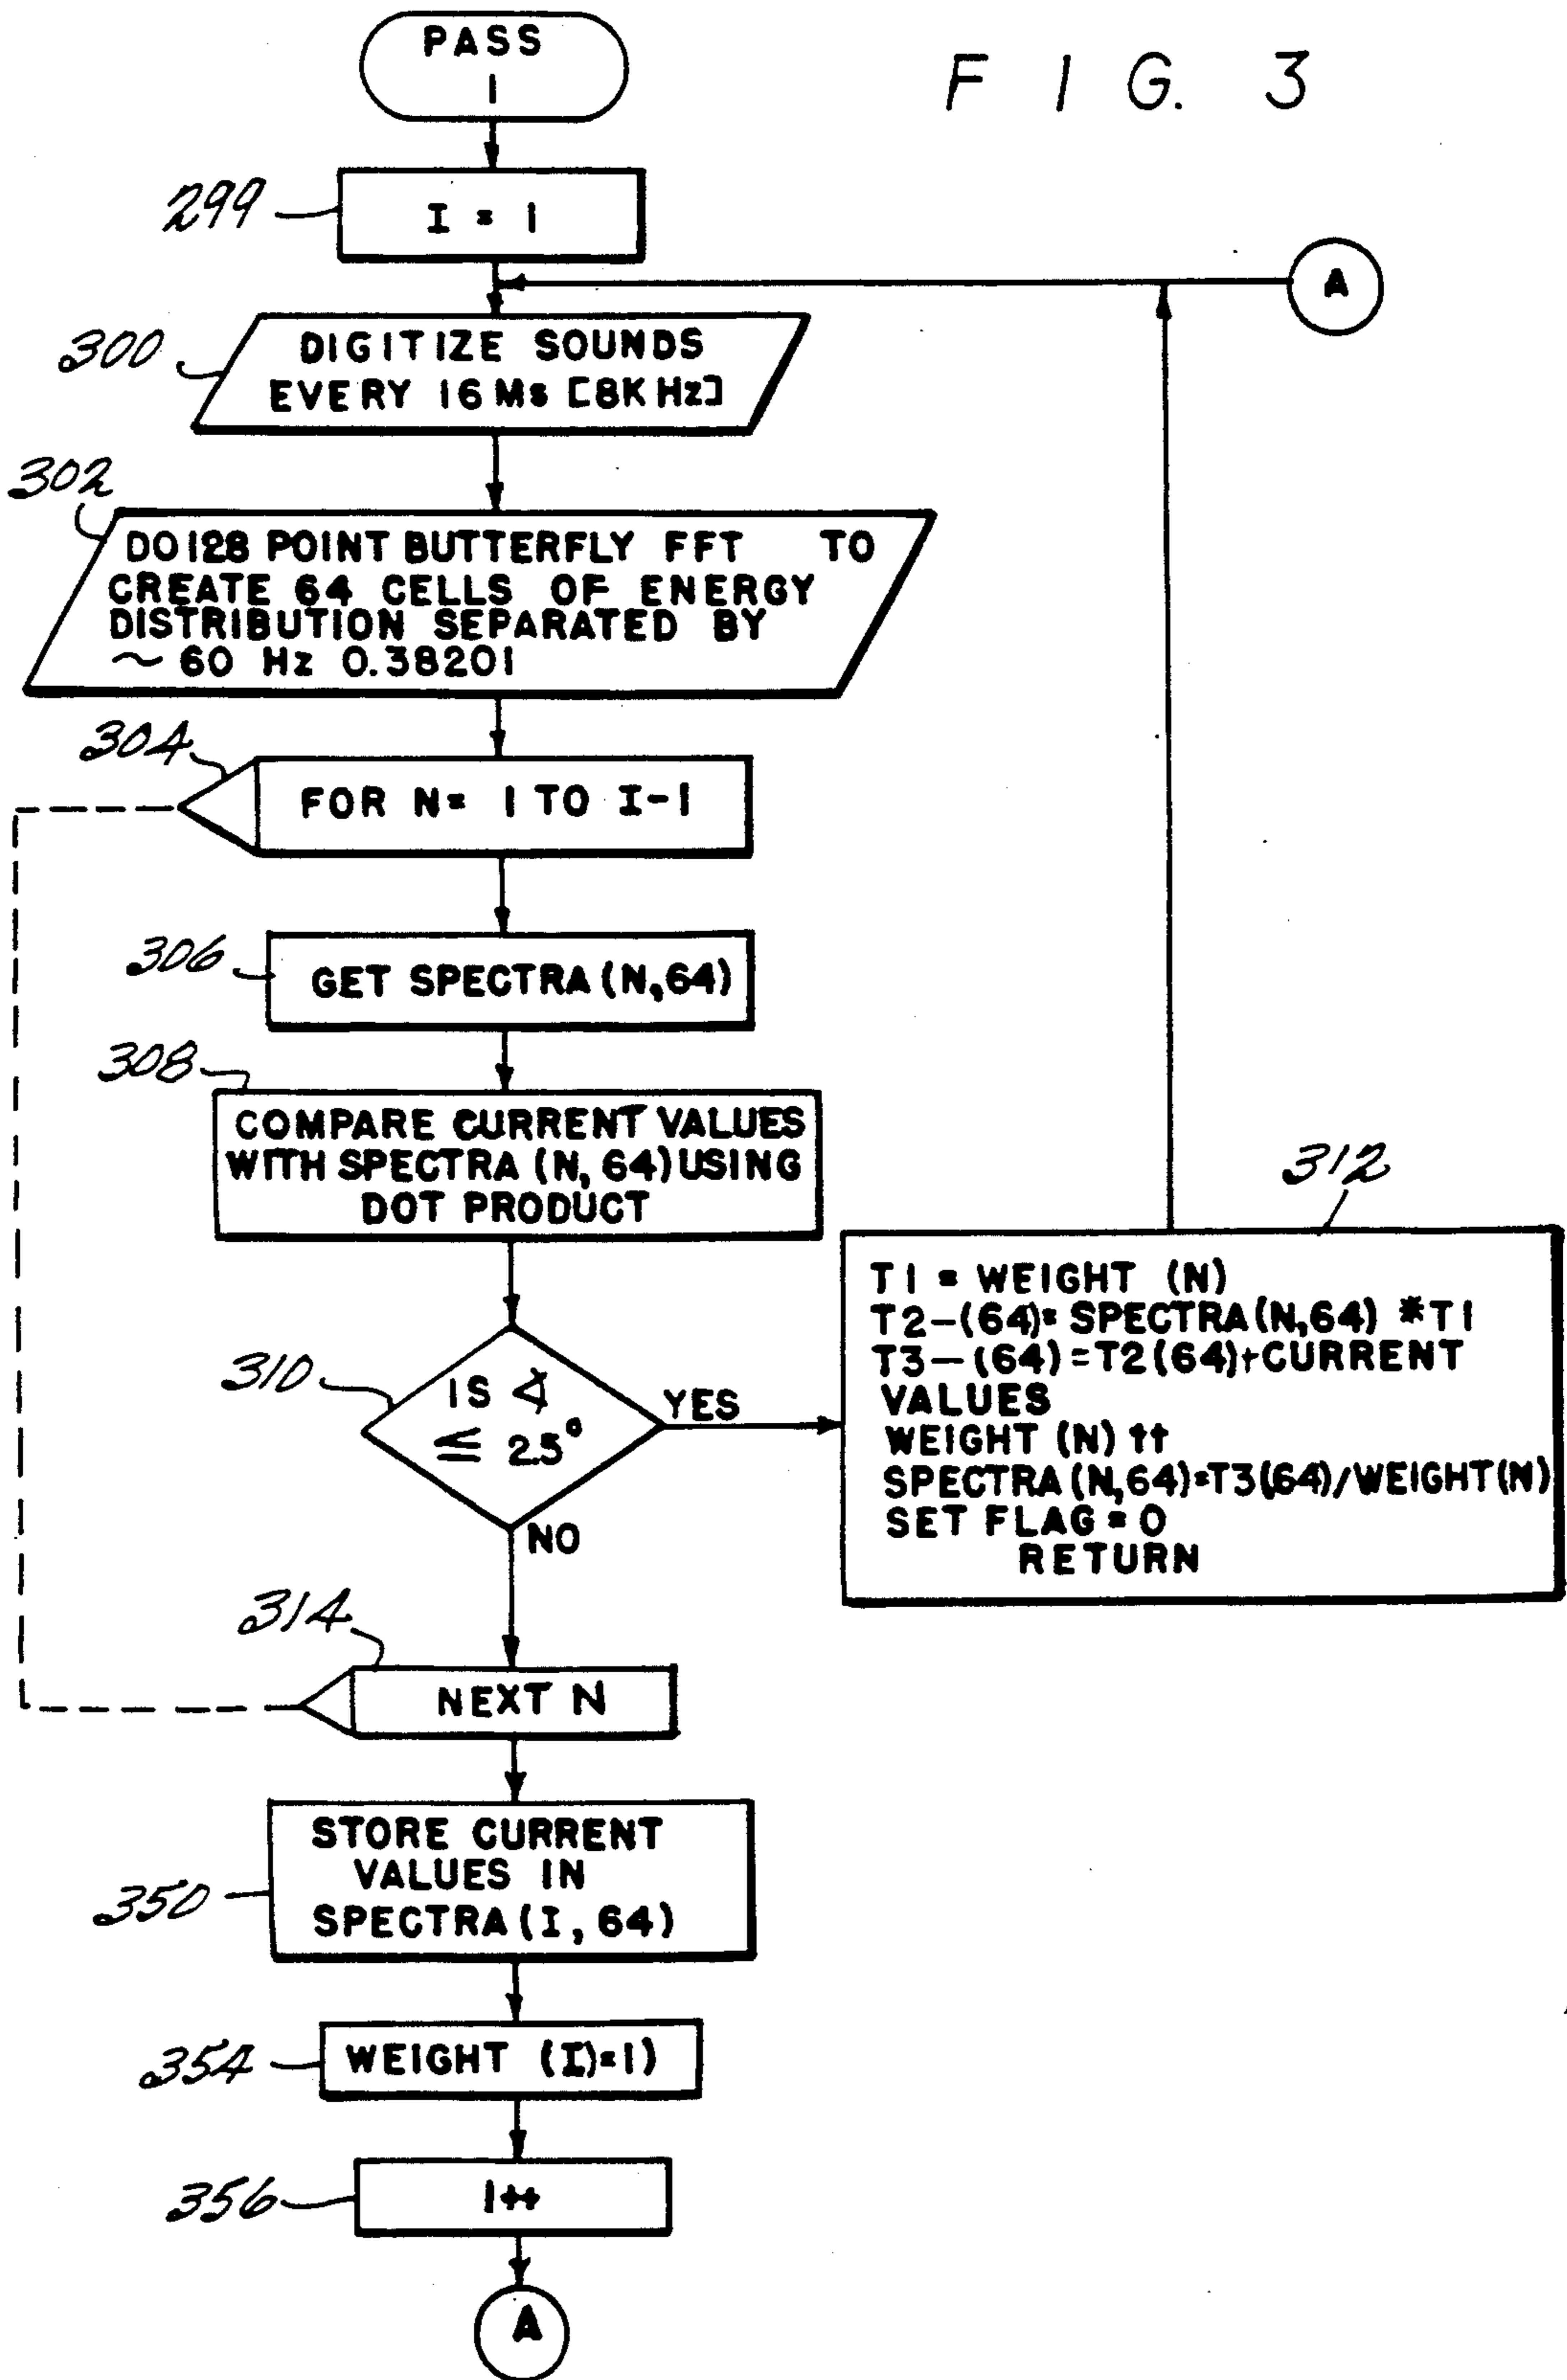 PASS
1
F I G. 3
299
I = 1
A
300
DIGITIZE SOUNDS
EVERY 16 Ms [8K Hz]
302
DO 128 POINT BUTTERFLY FFT TO
CREATE 64 CELLS OF ENERGY
DISTRIBUTION SEPARATED BY
~ 60 Hz 0.38201
304
FOR N= 1 TO I-1
306
GET SPECTRA (N,64)
308
COMPARE CURRENT VALUES
WITH SPECTRA (N, 64) USING
DOT PRODUCT
310
IS ∢
≦ 2.5°
YES
NO
312
T1 = WEIGHT (N)
T2-(64)= SPECTRA(N,64) *T1
T3-(64) =T2(64)+CURRENT
VALUES
WEIGHT (N) ++
SPECTRA(N,64)=T3(64)/WEIGHT(N)
SET FLAG = 0
RETURN
314
NEXT N
350
STORE CURRENT
VALUES IN
SPECTRA (I, 64)
354
WEIGHT (I)=1)
356
I++
A